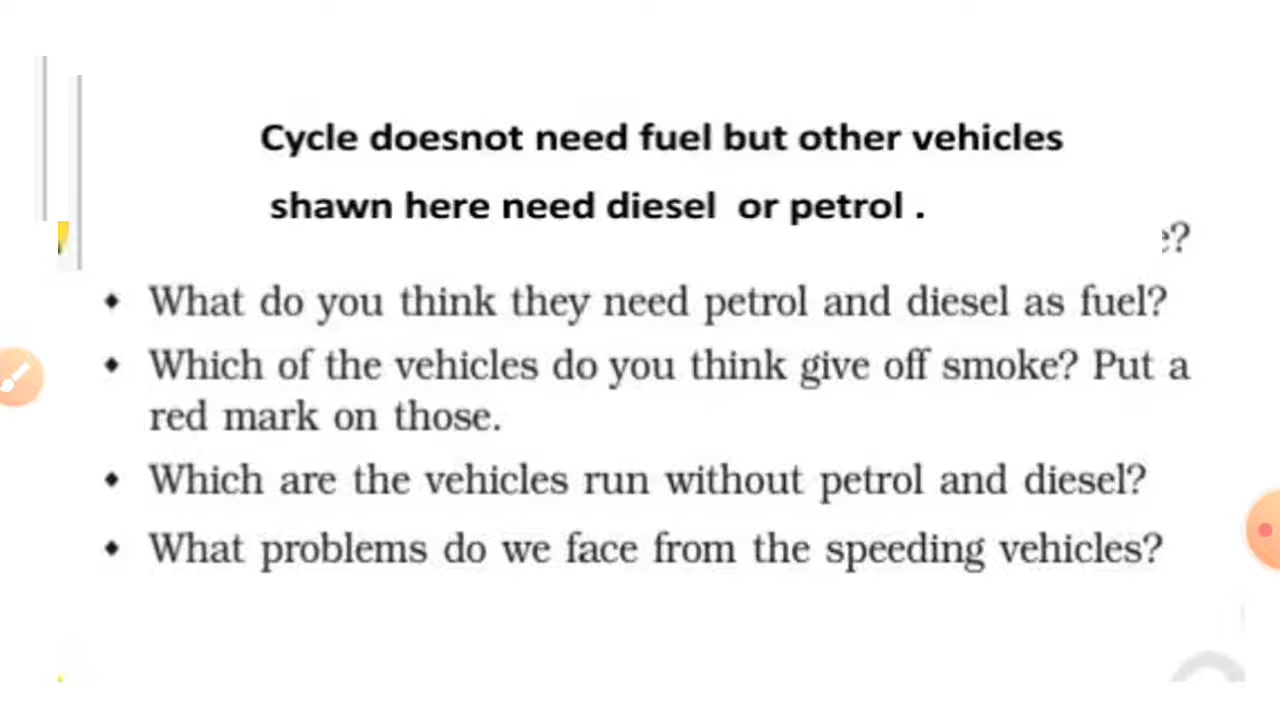 Cycle doesnot need fuel but other vehicles
shawn here need diesel or petrol .
?
• What do you think they need petrol and diesel as fuel?
• Which of the vehicles do you think give off smoke? Put a
red mark on those.
• Which are the vehicles run without petrol and diesel?
• What problems do we face from the speeding vehicles?